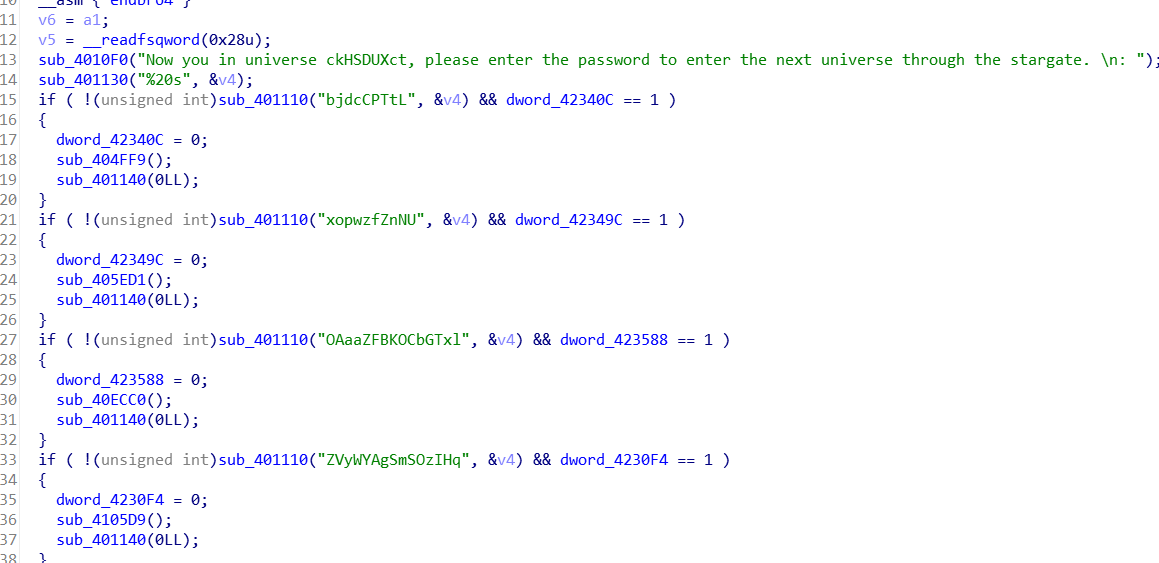 10   __asm { endbr64 }
11   v6 = a1;
12   v5 = __readfsqword(0x28u);
13   sub_4010F0("Now you in universe ckHSDUXct, please enter the password to enter the next universe through the stargate. \n: ");
14   sub_401130("%20s", &v4);
15   if ( !(unsigned int)sub_401110("bjdcCPTtL", &v4) && dword_42340C == 1 )
16   {
17     dword_42340C = 0;
18     sub_404FF9();
19     sub_401140(0LL);
20   }
21   if ( !(unsigned int)sub_401110("xopwzfZnNU", &v4) && dword_42349C == 1 )
22   {
23     dword_42349C = 0;
24     sub_405ED1();
25     sub_401140(0LL);
26   }
27   if ( !(unsigned int)sub_401110("OAaaZFBKOCbGTxl", &v4) && dword_423588 == 1 )
28   {
29     dword_423588 = 0;
30     sub_40ECC0();
31     sub_401140(0LL);
32   }
33   if ( !(unsigned int)sub_401110("ZVyWYAgSmSOzIHq", &v4) && dword_4230F4 == 1 )
34   {
35     dword_4230F4 = 0;
36     sub_4105D9();
37     sub_401140(0LL);
38   }